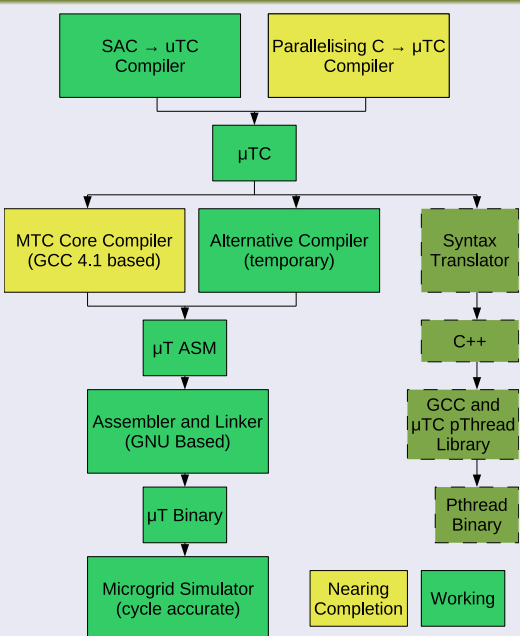 SAC → uTC
Compiler
Parallelising C → µTC
Compiler
µTC
MTC Core Compiler
(GCC 4.1 based)
Alternative Compiler
(temporary)
Syntax
Translator
µT ASM
C++
Assembler and Linker
(GNU Based)
GCC and
µTC pThread
Library
µT Binary
Pthread
Binary
Microgrid Simulator
(cycle accurate)
Nearing
Completion
Working